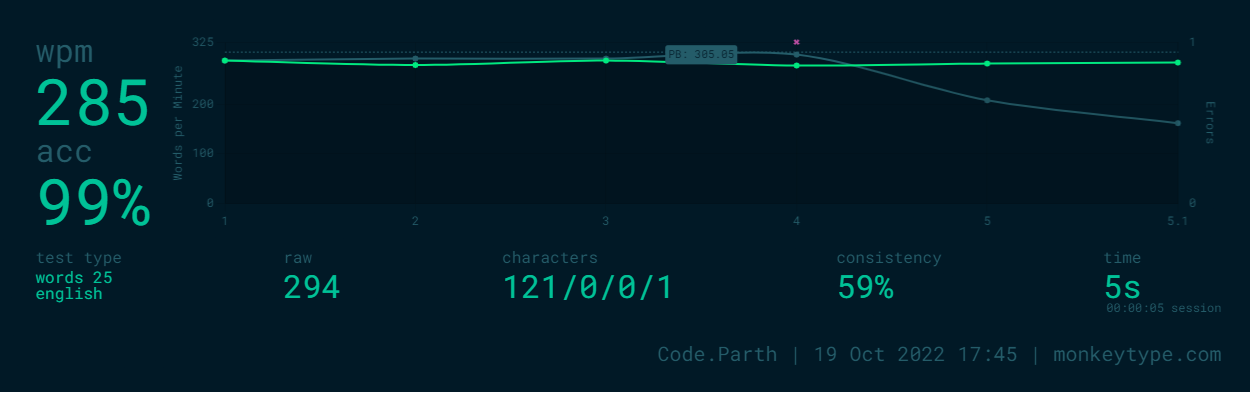 wpm
285
acc
99%
325
200
100
0
Words per Minute
PB: 305.05
1
0
Errors
1 2 3 4 5 5.1
test type
words 25
english
raw
294
characters
121/0/0/1
consistency
59%
time
5s
00:00:05 session
Code.Parth | 19 Oct 2022 17:45 | monkeytype.com